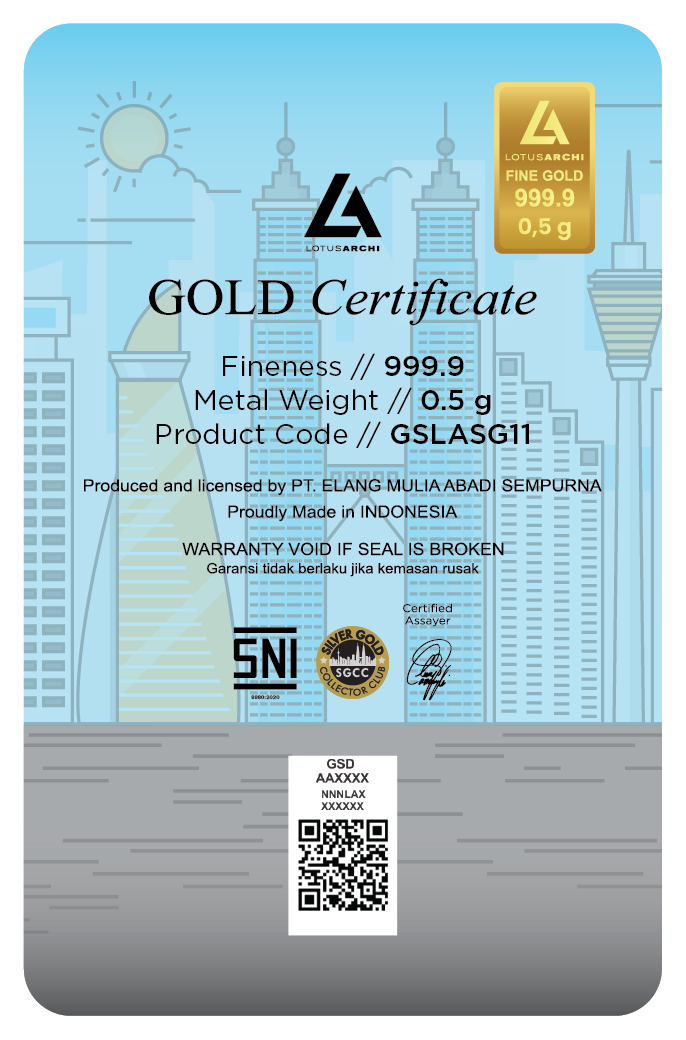 LOTUSARCHI
FINE GOLD
999.9
0,5 g
LOTUSARCHI
GOLD Certificate
Fineness // 999.9
Metal Weight // 0.5 g
Product Code // GSLASG11
Produced and licensed by PT. ELANG MULIA ABADI SEMPURNA
Proudly Made in INDONESIA
WARRANTY VOID IF SEAL IS BROKEN
Garansi tidak berlaku jika kemasan rusak
Certified
Assayer
SNI
8880:2020
SILVER GOLD
SGCC
COLLECTOR CLUB
GSD
AAXXXX
NNNLAX
XXXXXX